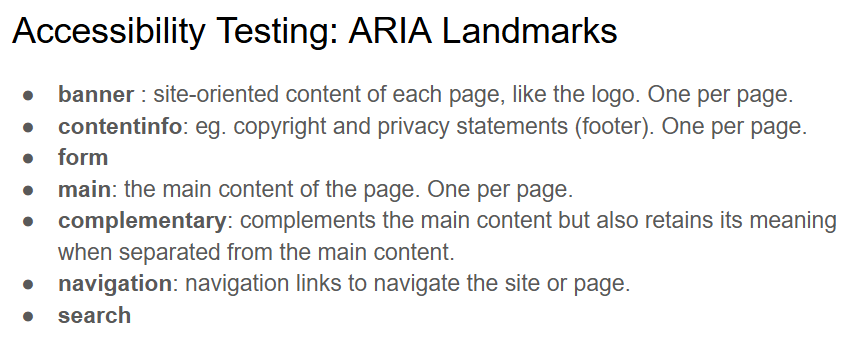 Accessibility Testing: ARIA Landmarks
● banner : site-oriented content of each page, like the logo. One per page.
● contentinfo: eg. copyright and privacy statements (footer). One per page.
● form
● main: the main content of the page. One per page.
● complementary: complements the main content but also retains its meaning
when separated from the main content.
● navigation: navigation links to navigate the site or page.
● search